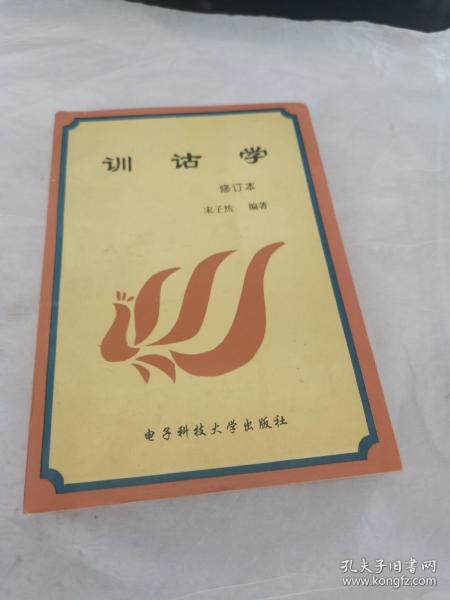 训诂学
修订本
宋子然 编著
电子科技大学出版社
孔夫子旧书网
www.kongfz.com